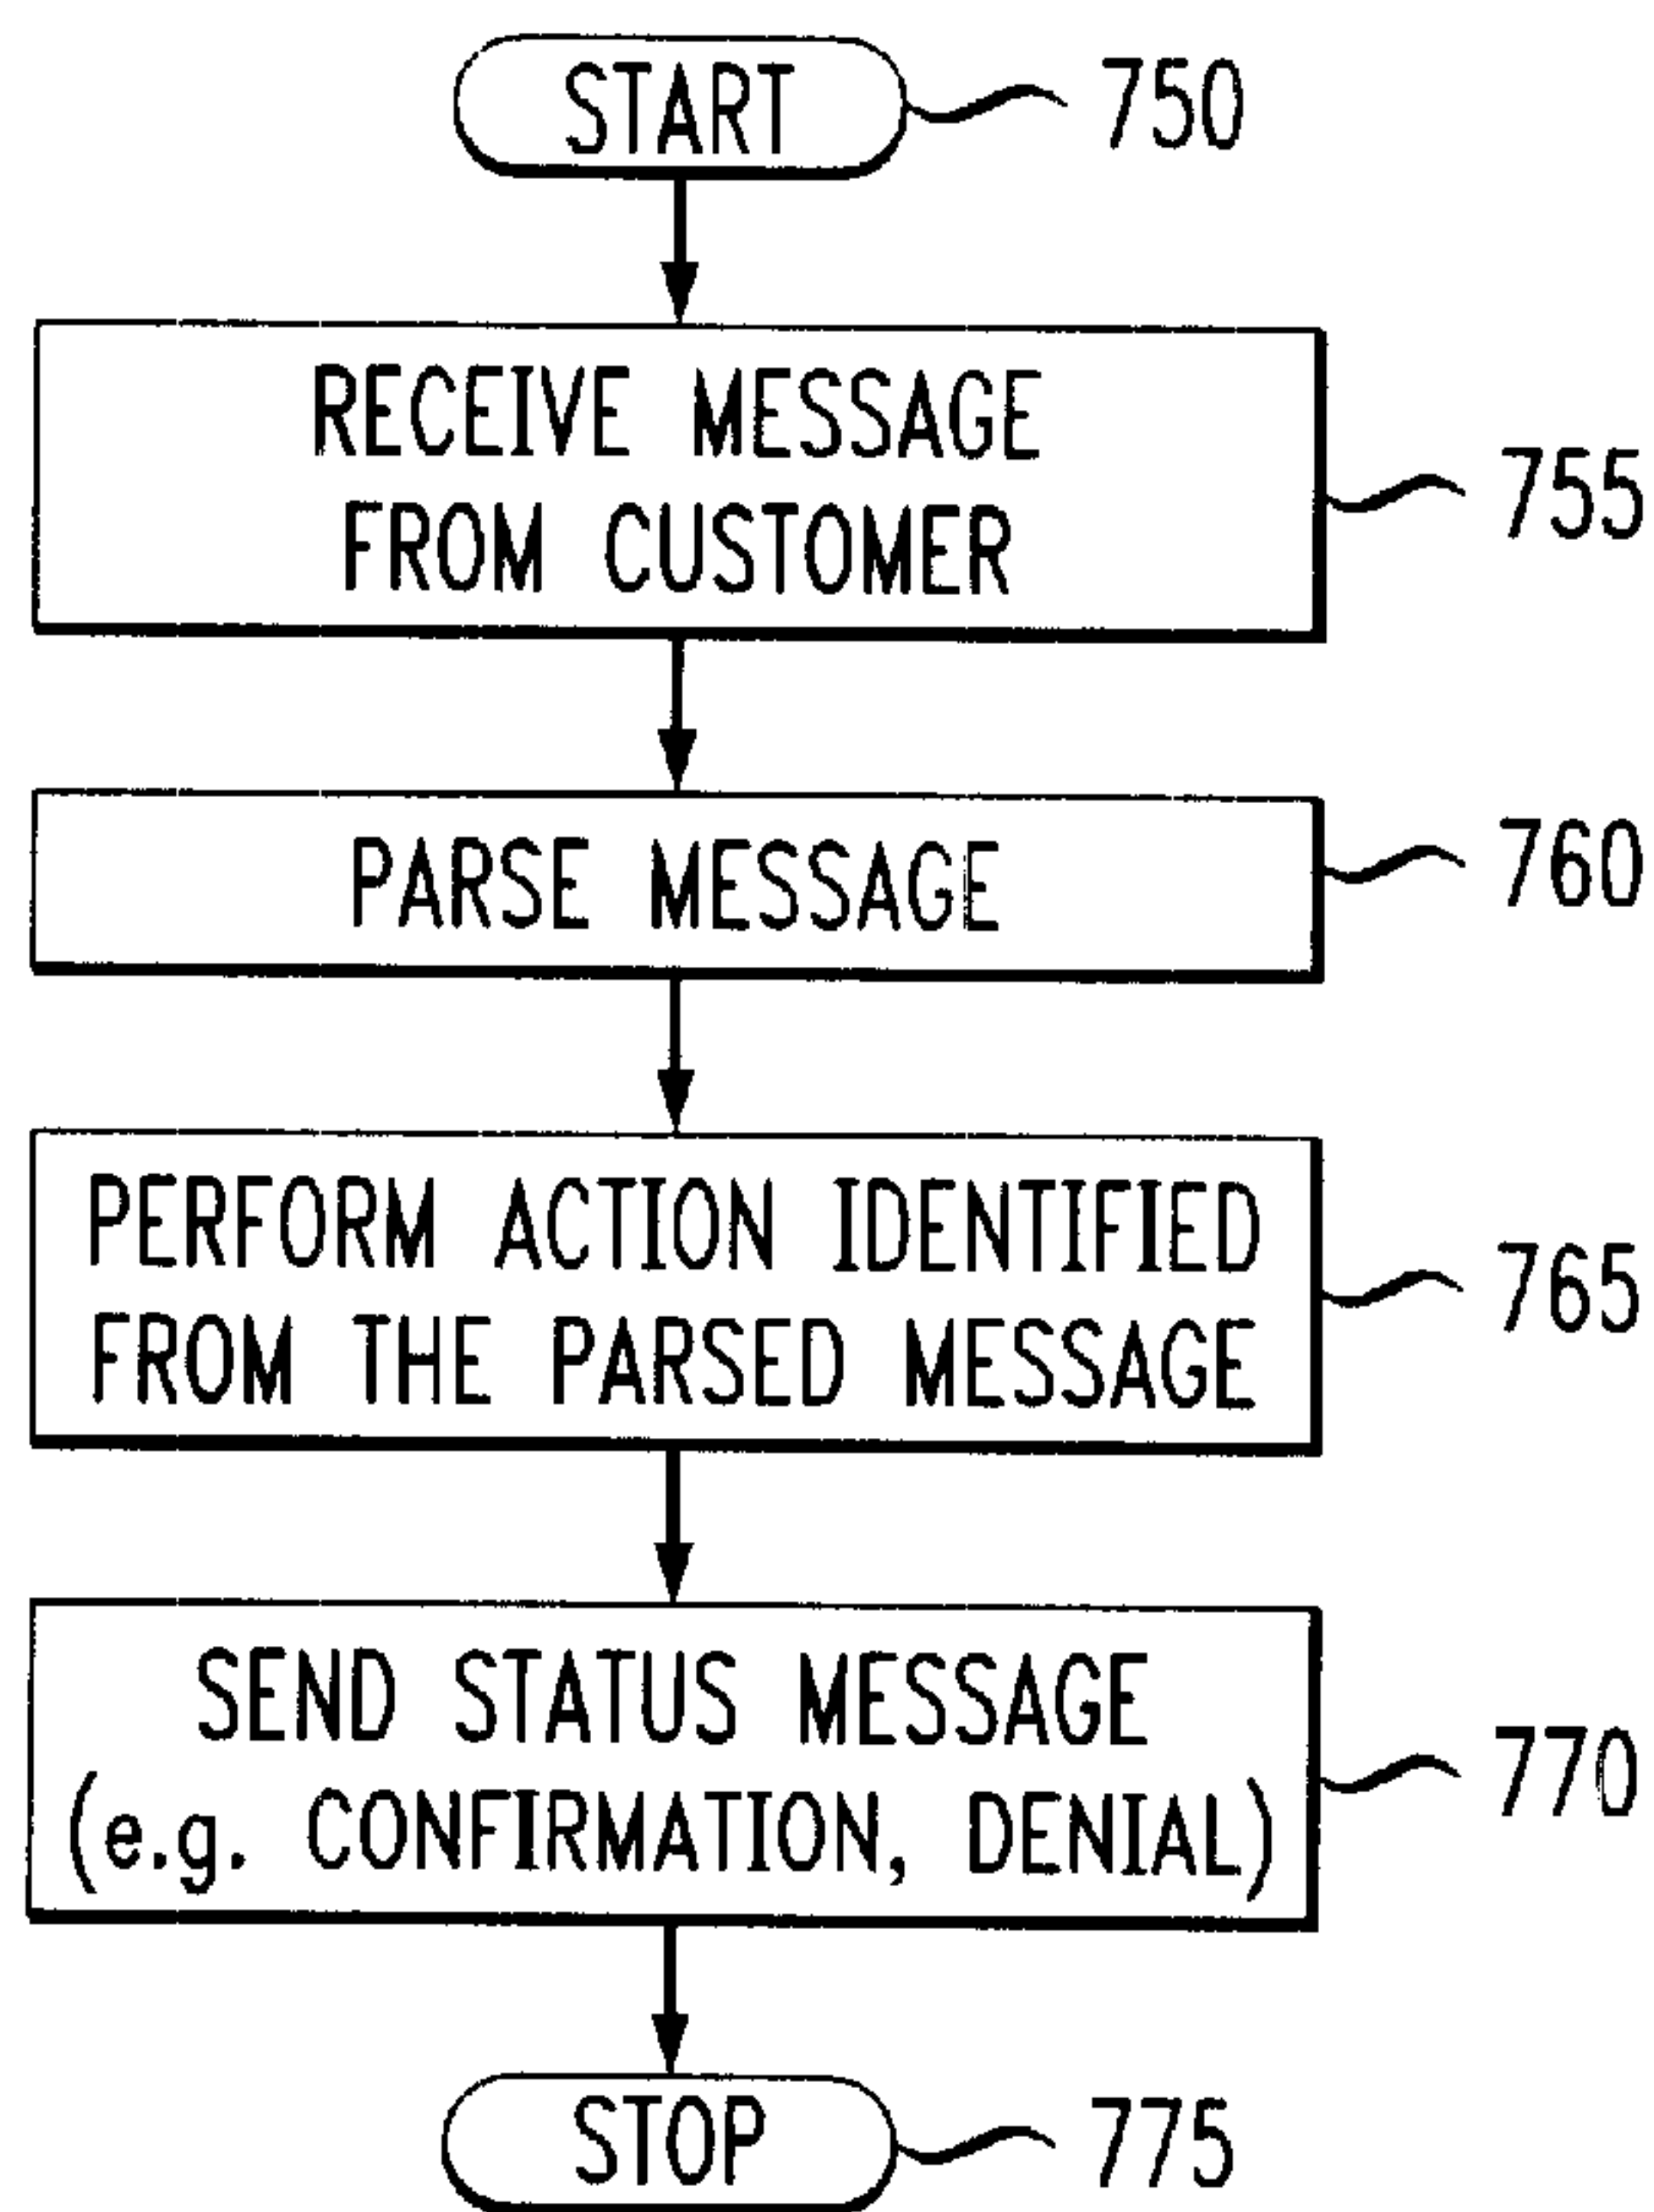 START
750
RECEIVE MESSAGE
FROM CUSTOMER
755
PARSE MESSAGE
760
PERFORM ACTION IDENTIFIED
FROM THE PARSED MESSAGE
765
SEND STATUS MESSAGE
(e.g. CONFIRMATION, DENIAL)
770
STOP
775